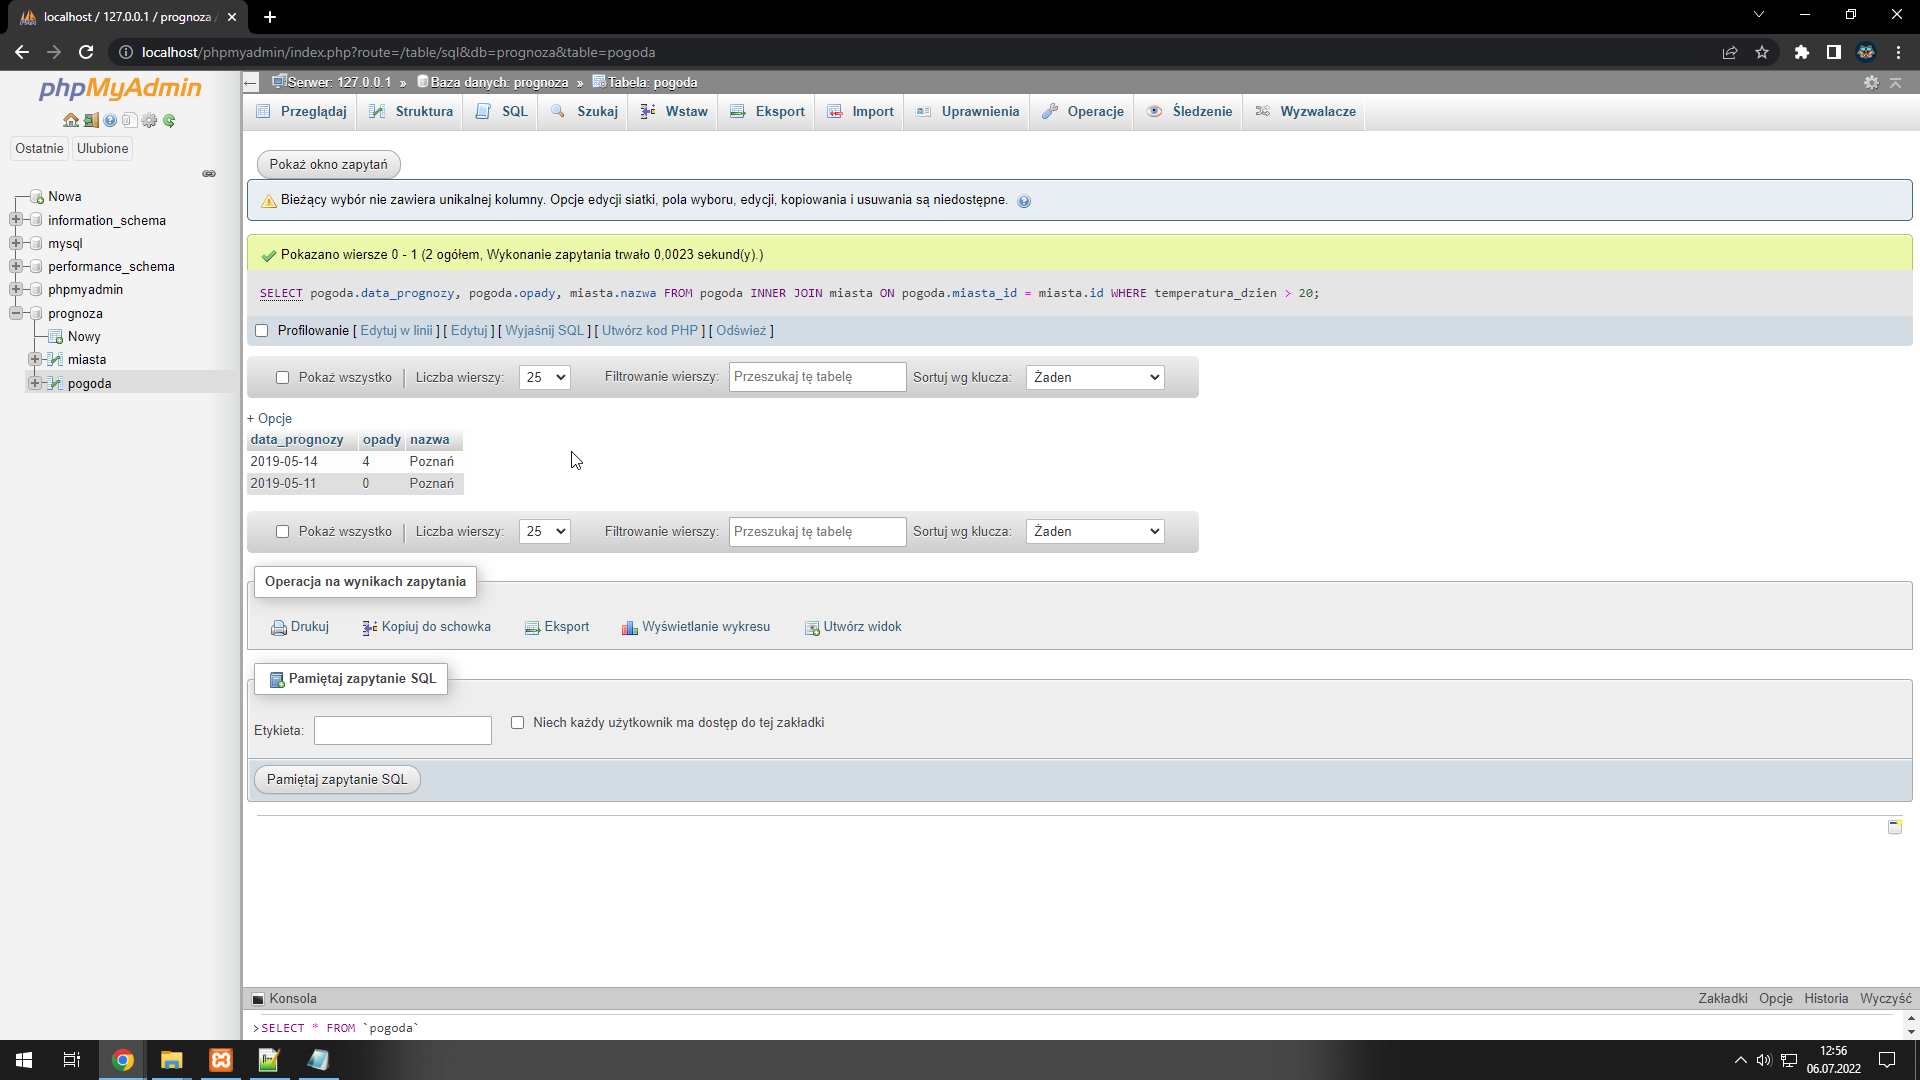 localhost / 127.0.0.1 / prognoza /
localhost/phpmyadmin/index.php?route=/table/sql&db=prognoza&table=pogoda
phpMyAdmin
Ostatnie
Ulubione
Nowa
information_schema
mysql
performance_schema
phpmyadmin
prognoza
Nowy
miasta
pogoda
Serwer: 127.0.0.1 » Baza danych: prognoza » Tabela: pogoda
Przeglądaj Struktura SQL Szukaj Wstaw Eksport Import Uprawnienia Operacje Śledzenie Wyzwalacze
Pokaż okno zapytań
Bieżący wybór nie zawiera unikalnej kolumny. Opcje edycji siatki, pola wyboru, edycji, kopiowania i usuwania są niedostępne.
Pokazano wiersze 0 - 1 (2 ogółem, Wykonanie zapytania trwało 0,0023 sekund(y).)
SELECT pogoda.data_prognozy, pogoda.opady, miasta.nazwa FROM pogoda INNER JOIN miasta ON pogoda.miasta_id = miasta.id WHERE temperatura_dzien > 20;
Profilowanie [ Edytuj w linii ] [ Edytuj ] [ Wyjaśnij SQL ] [ Utwórz kod PHP ] [ Odśwież ]
Pokaż wszystko | Liczba wierszy: 25 Filtrowanie wierszy: Przeszukaj tę tabelę Sortuj wg klucza: Żaden
+ Opcje
data_prognozy opady nazwa
2019-05-14 4 Poznań
2019-05-11 0 Poznań
Pokaż wszystko | Liczba wierszy: 25 Filtrowanie wierszy: Przeszukaj tę tabelę Sortuj wg klucza: Żaden
Operacja na wynikach zapytania
Drukuj Kopiuj do schowka Eksport Wyświetlanie wykresu Utwórz widok
Pamiętaj zapytanie SQL
Etykieta: Niech każdy użytkownik ma dostęp do tej zakładki
Pamiętaj zapytanie SQL
Konsola Zakładki Opcje Historia Wyczyść
>SELECT * FROM `pogoda`
12:56
06.07.2022